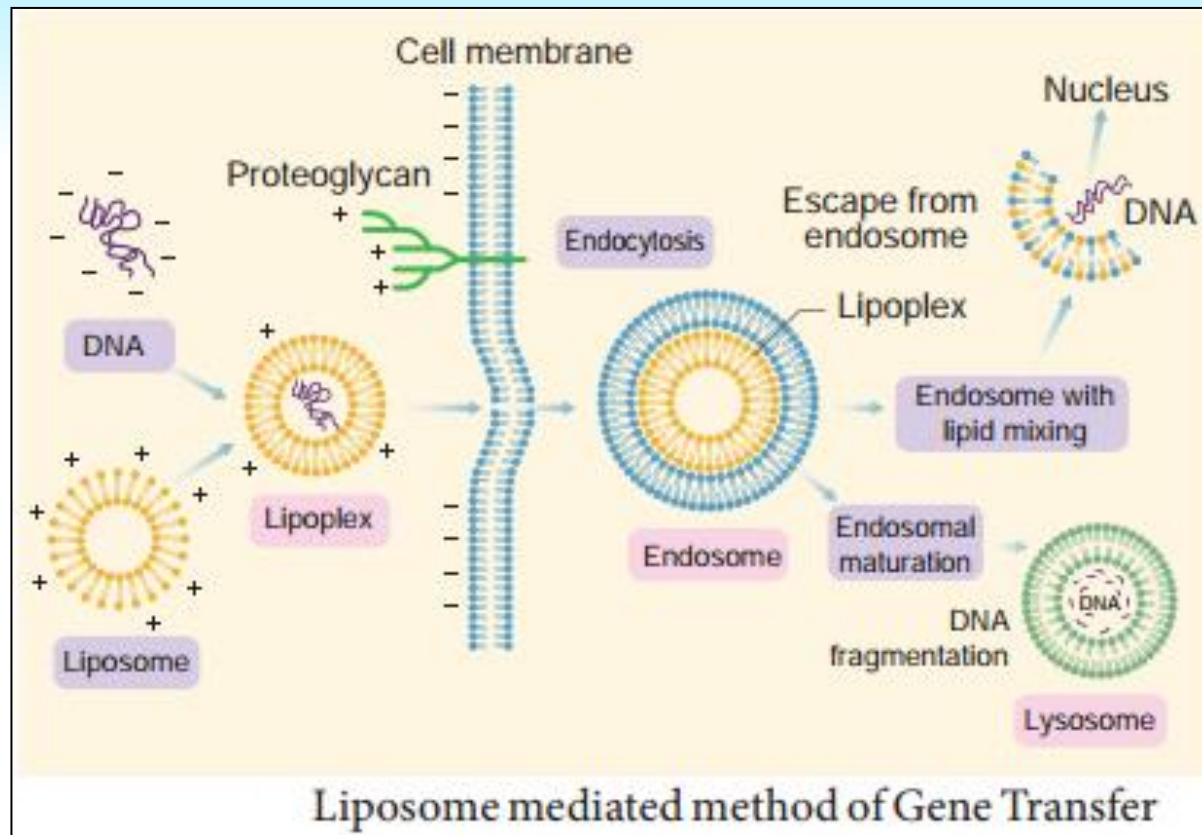 Cell membrane
Nucleus
Proteoglycan
Escape from
endosome
DNA
Endocytosis
Lipoplex
DNA
Endosome with
lipid mixing
Lipoplex
Endosome
Endosomal
maturation
DNA
DNA
fragmentation
Liposome
Lysosome
Liposome mediated method of Gene Transfer